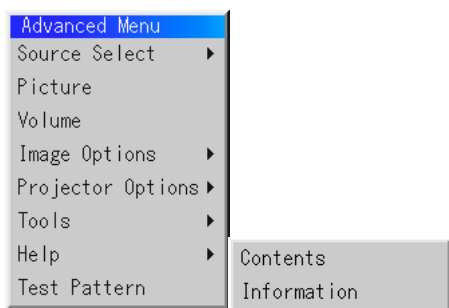 Advanced Menu
Source Select
Picture
Volume
Image Options
Projector Options
Tools
Help
Test Pattern
Contents
Information